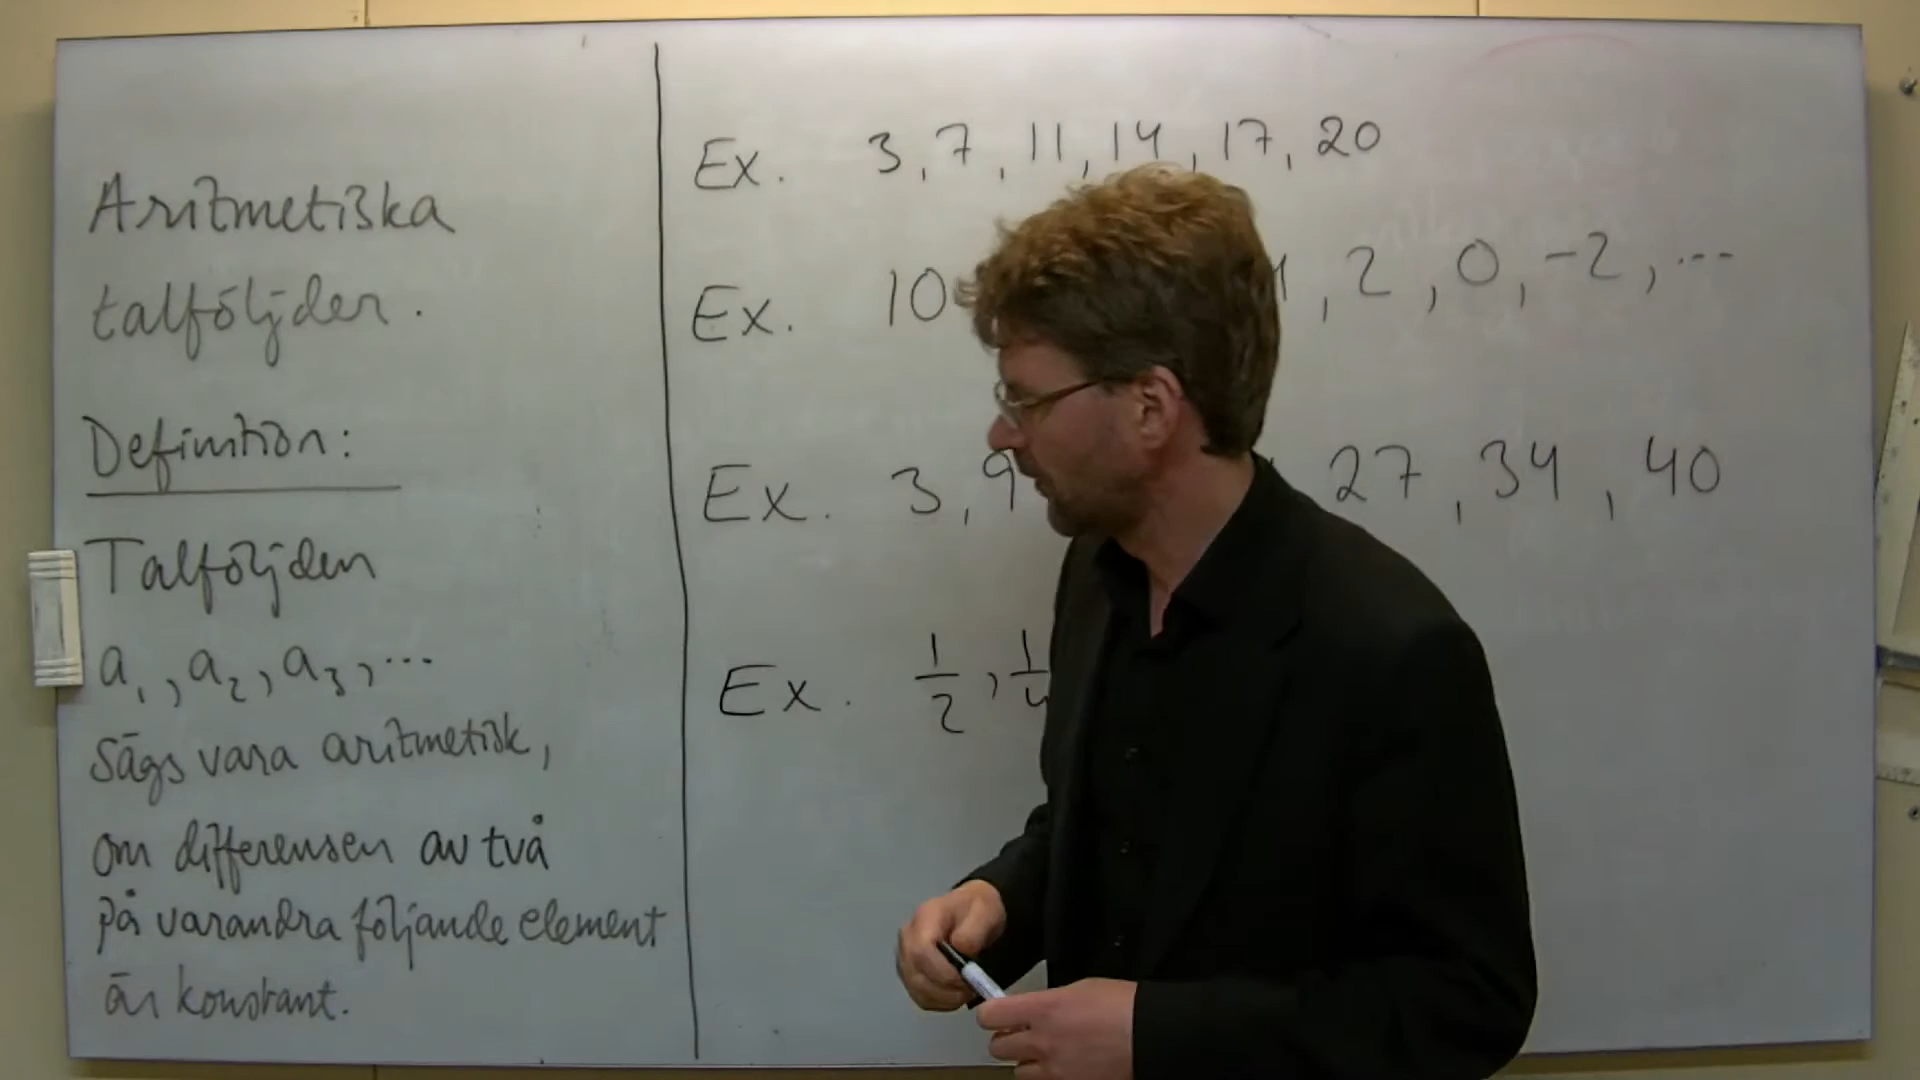 Aritmetiska
talföljder.
Definition:
Talföljden
a₁, a₂, a₃, ...
sägs vara aritmetisk,
om differensen av två
på varandra följande element
är konstant.
Ex. 3, 7, 11, 14, 17, 20
Ex. 10 , 2, 0, -2, ...
Ex. 3, 9 27, 34, 40
Ex. 1/2, 1/4